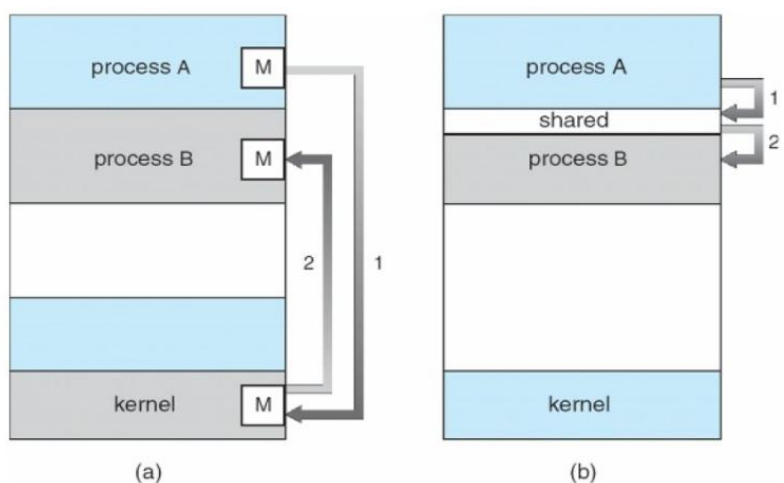 process A
M
process B
M
2
1
kernel
M
(a)
process A
1
shared
2
process B
kernel
(b)